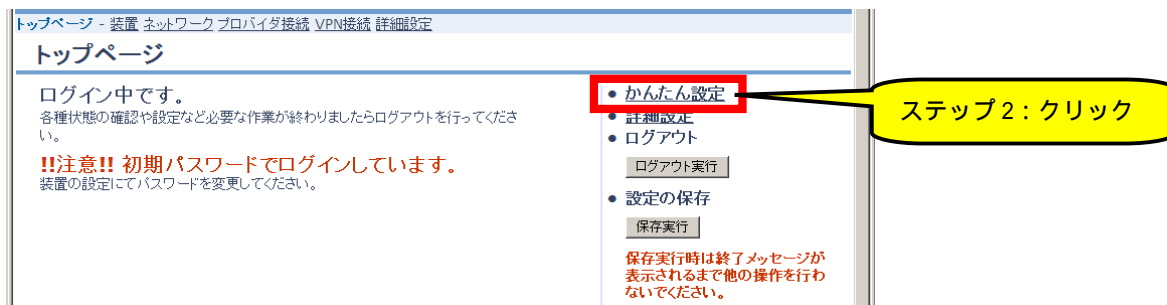 トップページ - 装置 ネットワーク プロバイダ接続 VPN接続 詳細設定
トップページ
ログイン中です。
各種状態の確認や設定など必要な作業が終わりましたらログアウトを行ってくださ
い。
!!注意!! 初期パスワードでログインしています。
装置の設定にてパスワードを変更してください。
● かんたん設定
● 詳細設定
● ログアウト
ログアウト実行
● 設定の保存
保存実行
保存実行時は終了メッセージが
表示されるまで他の操作を行わ
ないでください。
ステップ2：クリック